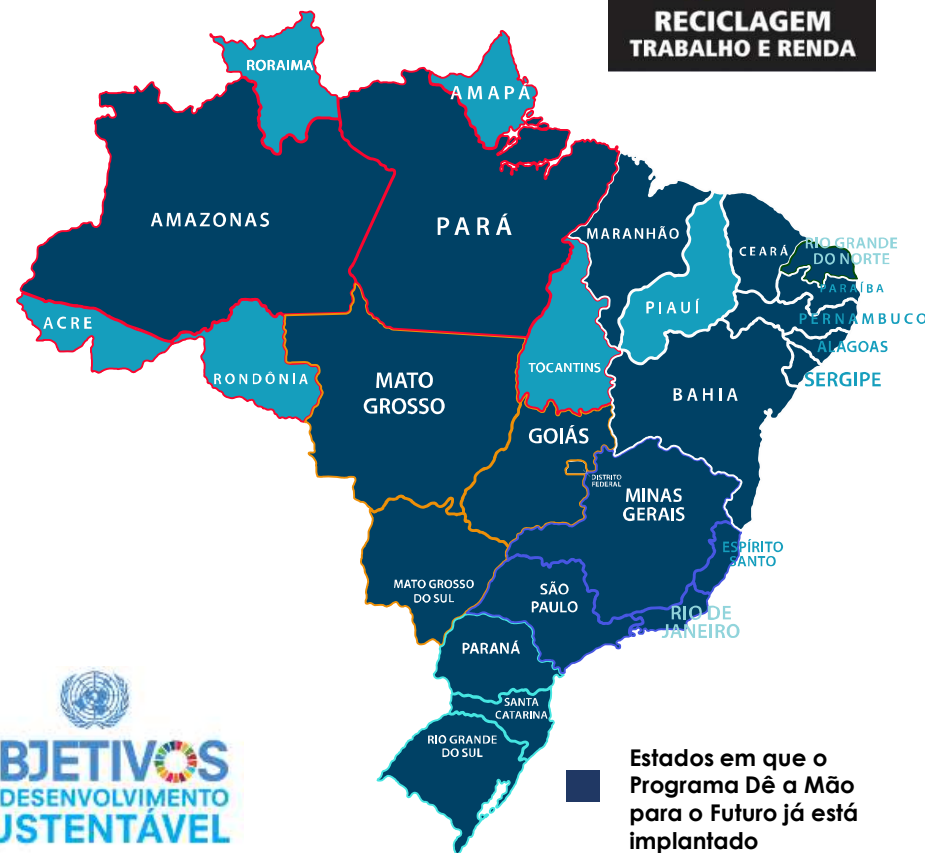 RECICLAGEM
TRABALHO E RENDA
RORAIMA
AMAPÁ
AMAZONAS
PARÁ
MARANHÃO
CEARÁ
RIO GRANDE
DO NORTE
PARAÍBA
PIAUÍ
PERNAMBUCO
ACRE
ALAGOAS
RONDÔNIA
TOCANTINS
SERGIPE
MATO
GROSSO
BAHIA
GOIÁS
DISTRITO
FEDERAL
MINAS
GERAIS
ESPÍRITO
SANTO
MATO GROSSO
DO SUL
SÃO
PAULO
RIO DE
JANEIRO
PARANÁ
SANTA
CATARINA
RIO GRANDE
DO SUL
BJETIVOS
DESENVOLVIMENTO
USTENTÁVEL
Estados em que o
Programa Dê a Mão
para o Futuro já está
implantado